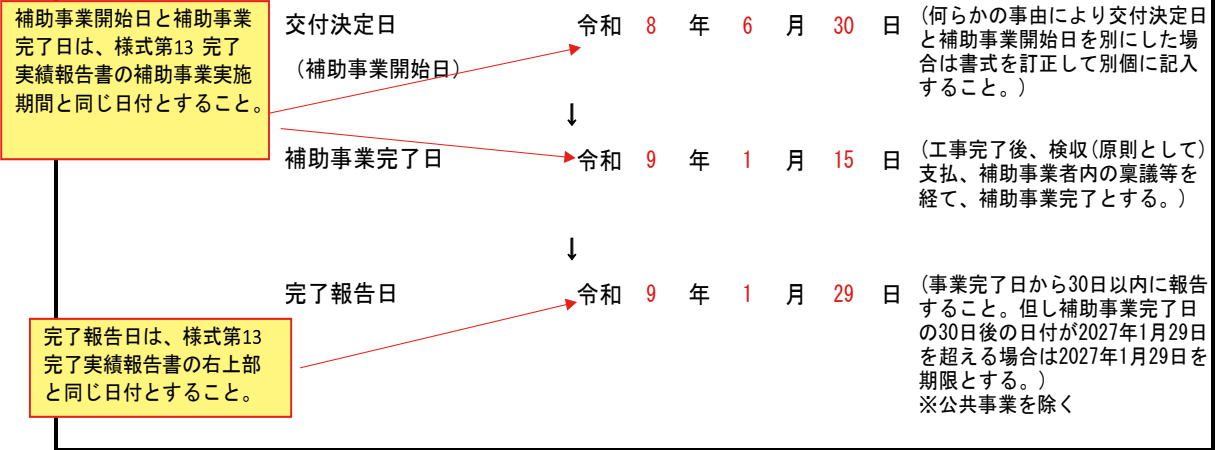 補助事業開始日と補助事業
完了日は、様式第13 完了
実績報告書の補助事業実施
期間と同じ日付とすること。
交付決定日 令和 8 年 6 月 30 日
(補助事業開始日)
(何らかの事由により交付決定日
と補助事業開始日を別にした場
合は書式を訂正して別個に記入
すること。)
↓
補助事業完了日 令和 9 年 1 月 15 日
(工事完了後、検収(原則として)
支払、補助事業者内の稟議等を
経て、補助事業完了とする。)
↓
完了報告日 令和 9 年 1 月 29 日
(事業完了日から30日以内に報告
すること。但し補助事業完了日
の30日後の日付が2027年1月29日
を超える場合は2027年1月29日を
期限とする。)
※公共事業を除く
完了報告日は、様式第13
完了実績報告書の右上部
と同じ日付とすること。